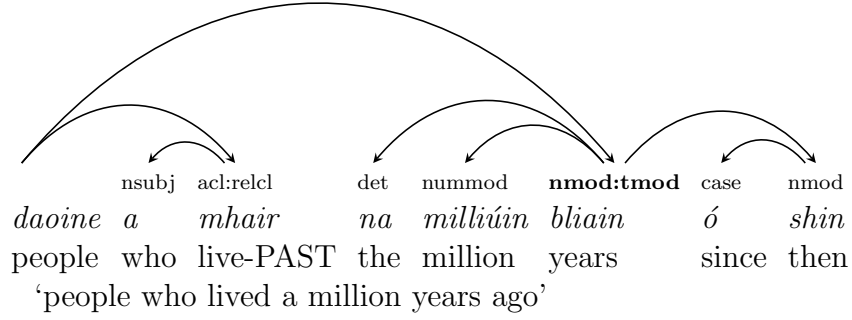 nsubj acl:relcl det nummod nmod:tmod case nmod
daoine a mhair na milliúin bliain ó shin
people who live-PAST the million years since then
‘people who lived a million years ago’